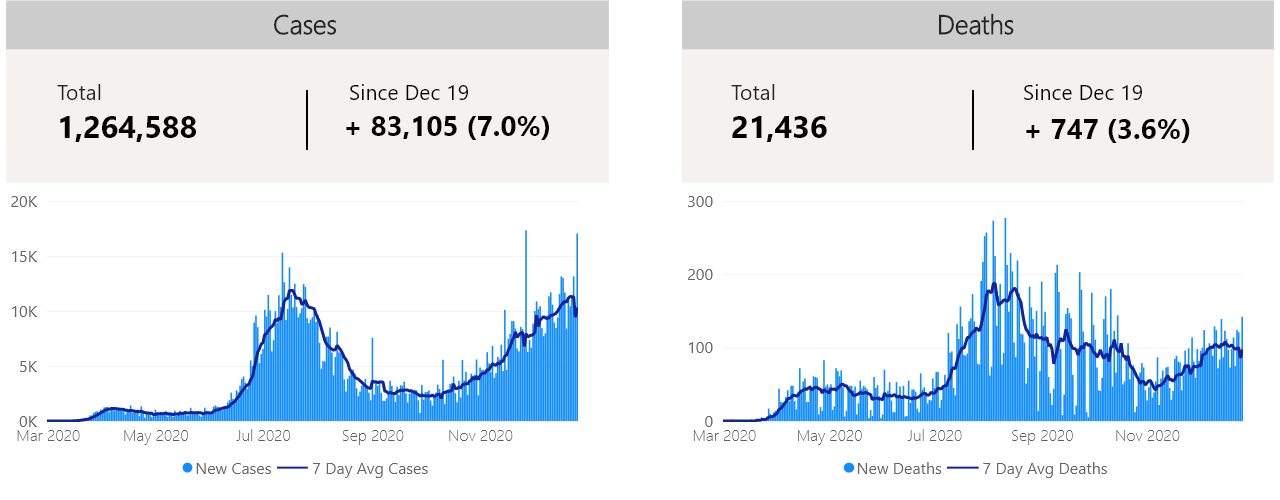 Cases
Total
1,264,588
Since Dec 19
+ 83,105 (7.0%)
20K
15K
10K
5K
0K
Mar 2020
May 2020
Jul 2020
Sep 2020
Nov 2020
New Cases
7 Day Avg Cases
Deaths
Total
21,436
Since Dec 19
+ 747 (3.6%)
300
200
100
0
Mar 2020
May 2020
Jul 2020
Sep 2020
Nov 2020
New Deaths
7 Day Avg Deaths